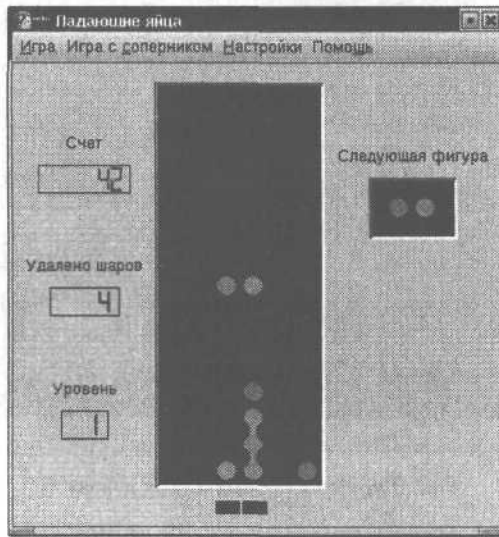 Падающие яйца
Игра Игра с соперником Настройки Помощь
Счет
42
Следующая фигура
Удалено шаров
4
Уровень
1